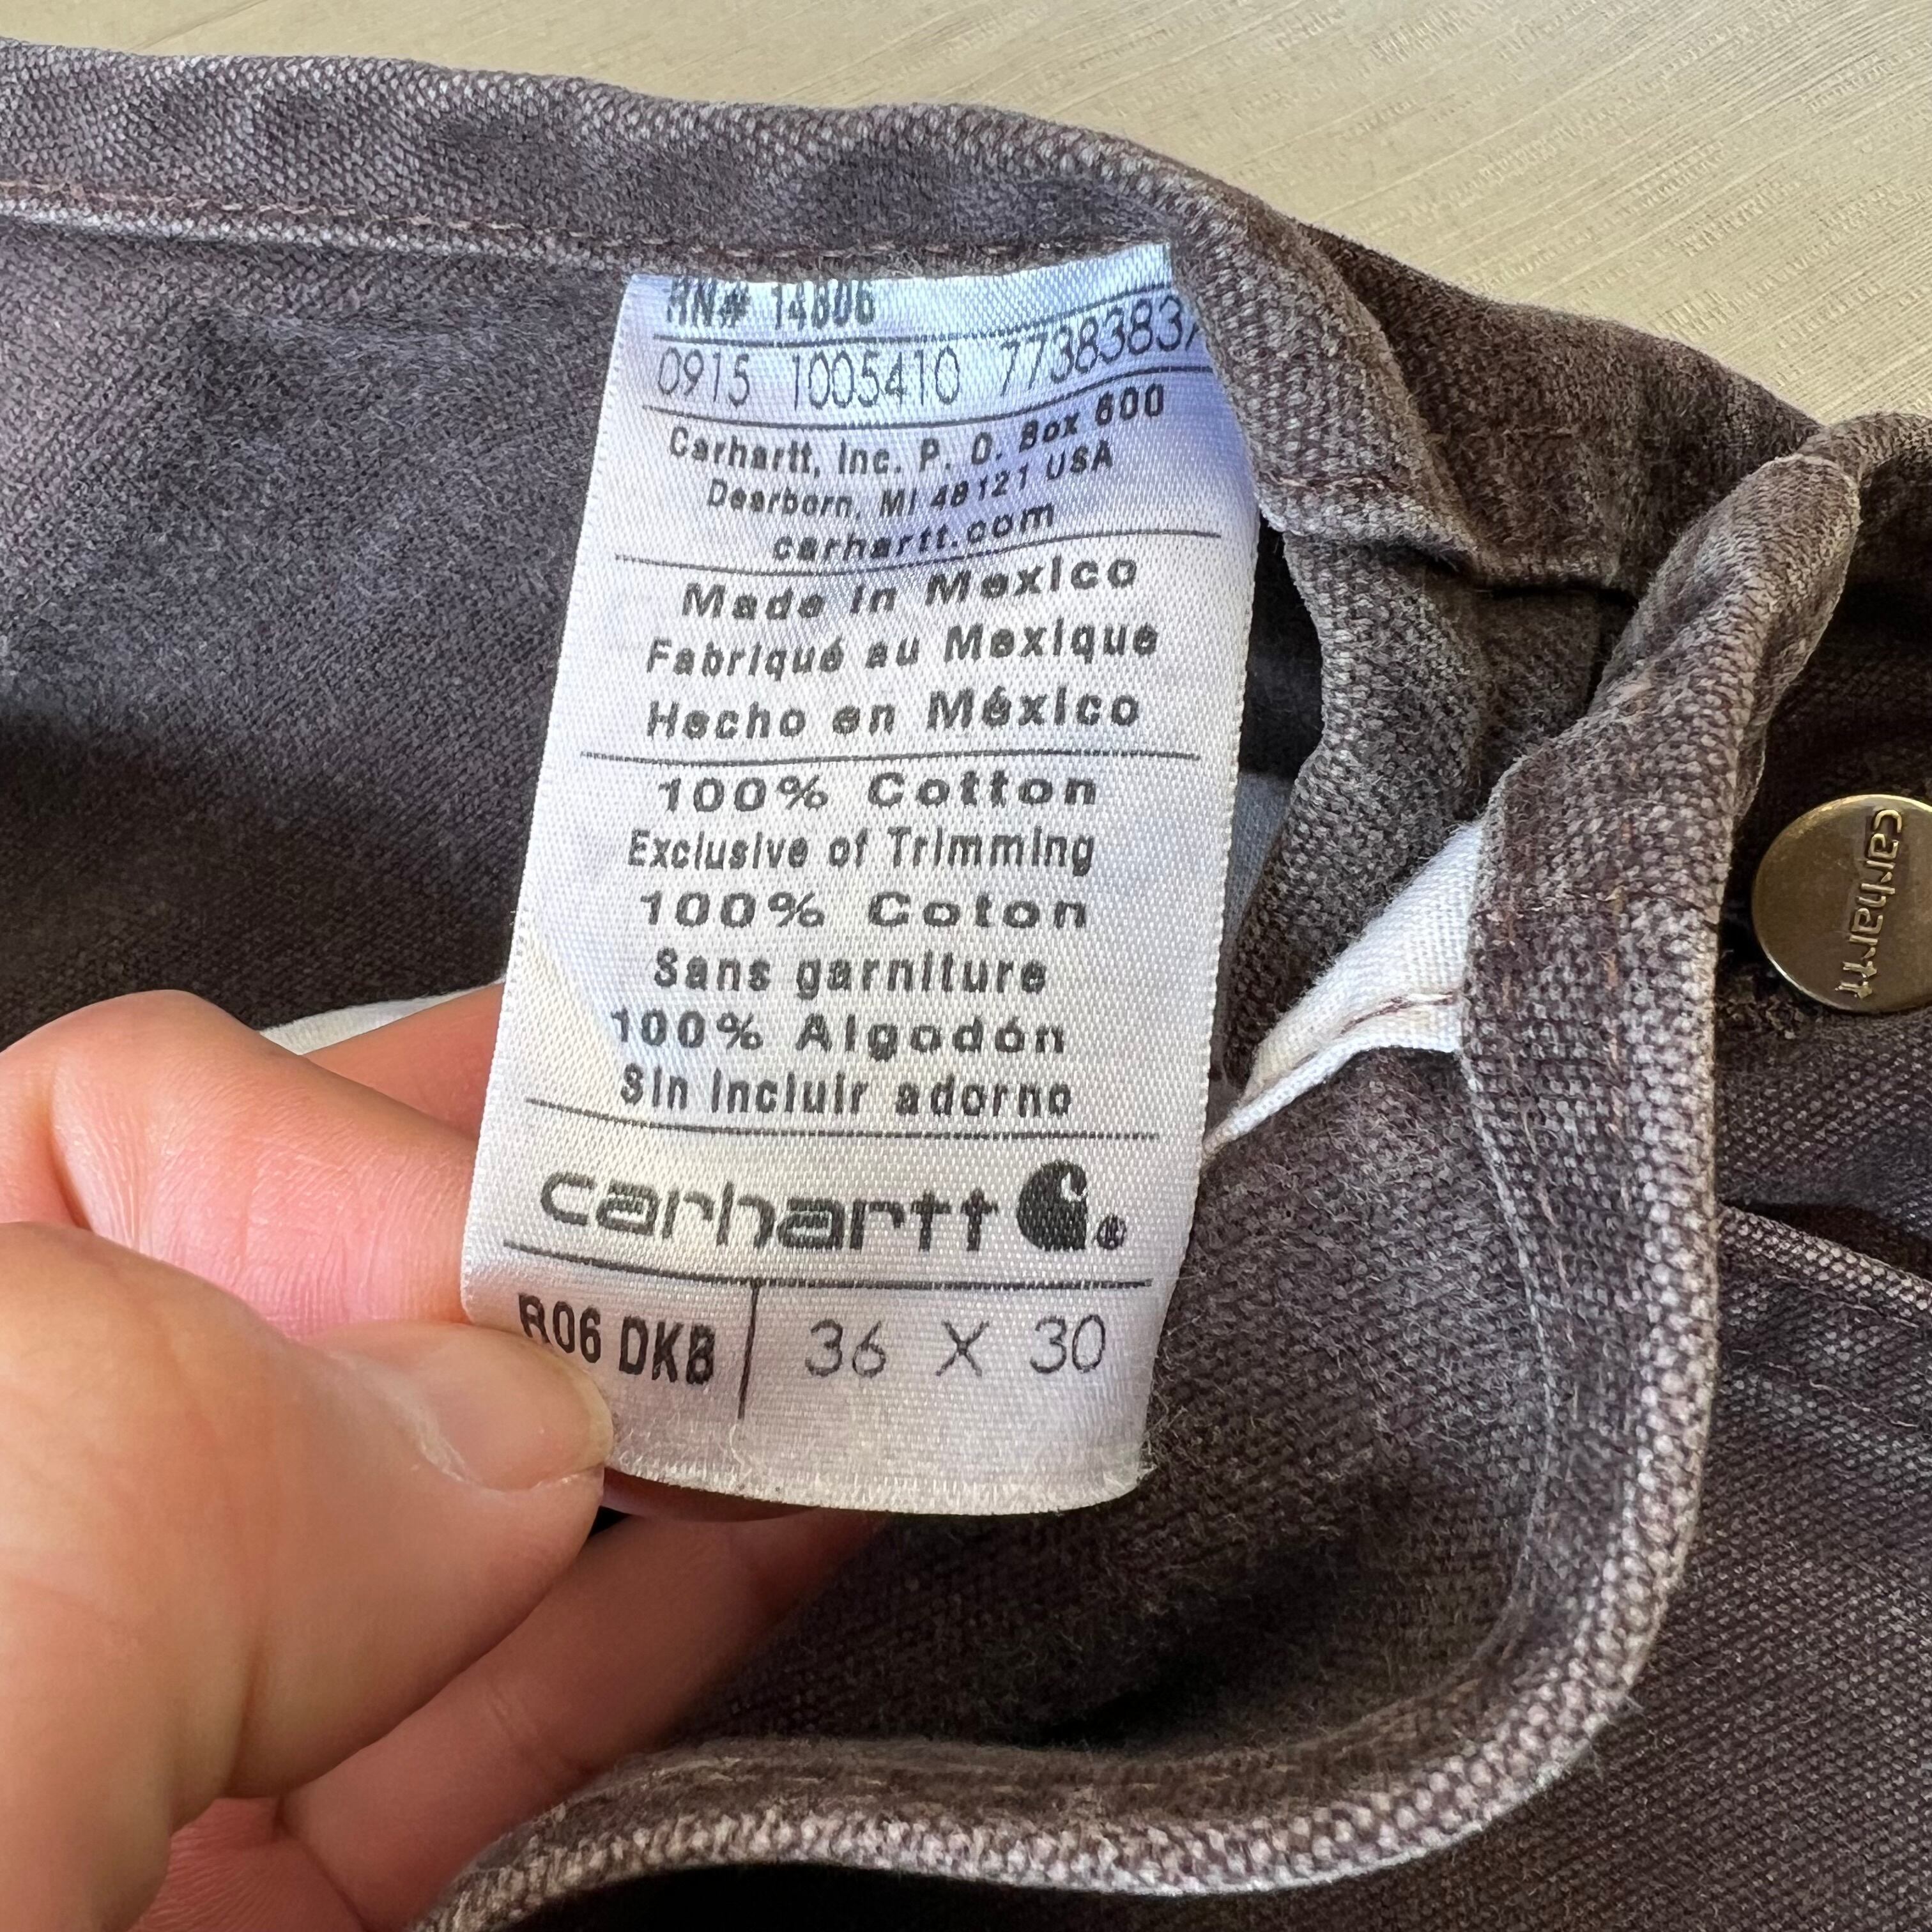 RN# 14806
0915 1005410 7738383
Carhartt, Inc. P. O. Box 600
Dearborn, MI 48121 USA
carhartt.com
Made in Mexico
Fabriqué au Mexique
Hecho en México
100% Cotton
Exclusive of Trimming
100% Coton
Sans garniture
100% Algodón
Sin incluir adorno
carhartt ®
B06 DKB 36 X 30
carhartt